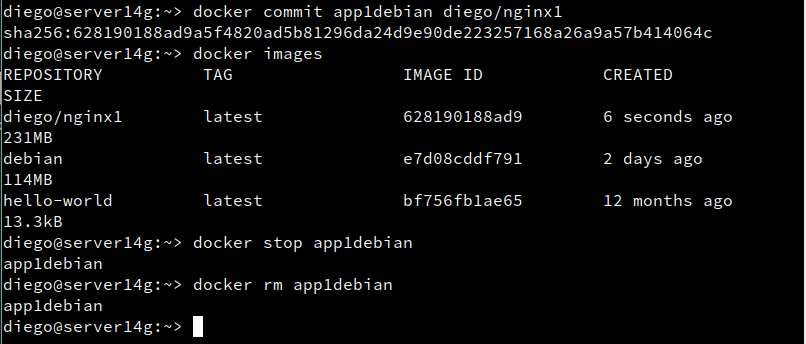 diego@server14g:~> docker commit app1debian diego/nginx1
sha256:628190188ad9a5f4820ad5b81296da24d9e90de223257168a26a9a57b414064c
diego@server14g:~> docker images
REPOSITORY TAG IMAGE ID CREATED
SIZE
diego/nginx1 latest 628190188ad9 6 seconds ago
231MB
debian latest e7d08cddf791 2 days ago
114MB
hello-world latest bf756fb1ae65 12 months ago
13.3kB
diego@server14g:~> docker stop app1debian
app1debian
diego@server14g:~> docker rm app1debian
app1debian
diego@server14g:~>